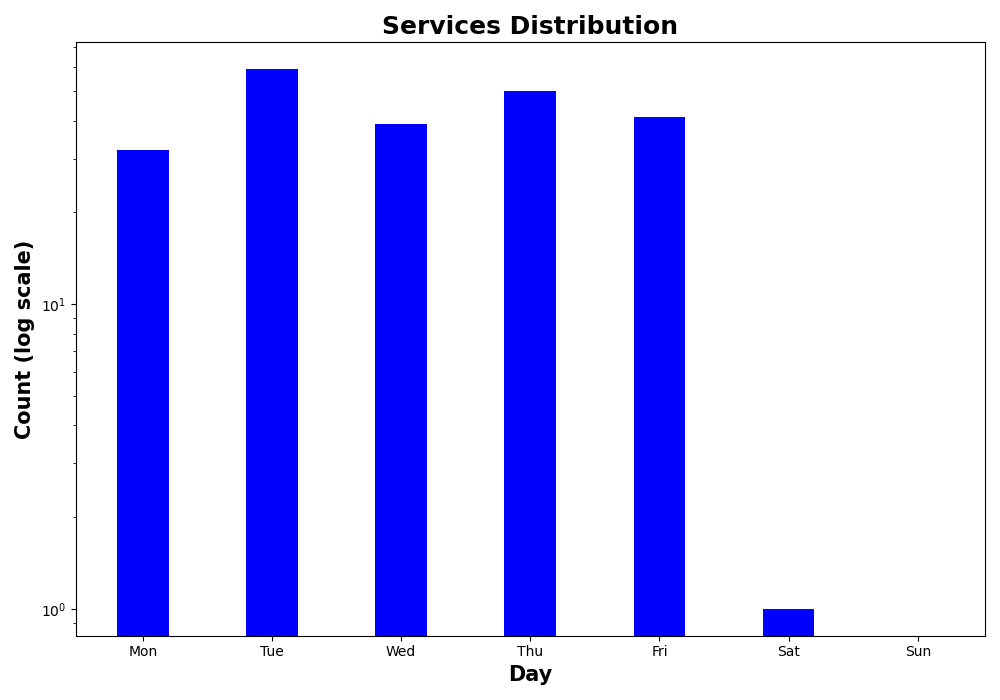 Services Distribution
Count (log scale)
10¹
10⁰
Mon Tue Wed Thu Fri Sat Sun
Day